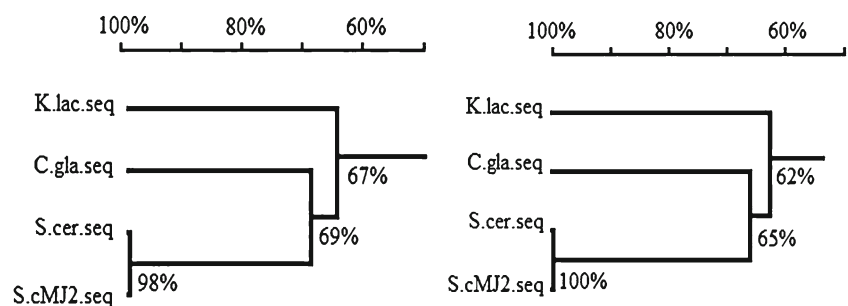 100% 80% 60%
K.lac.seq
C.gla.seq
67%
S.cer.seq
69%
98%
S.cMJ2.seq
100% 80% 60%
K.lac.seq
C.gla.seq
62%
S.cer.seq
65%
100%
S.cMJ2.seq